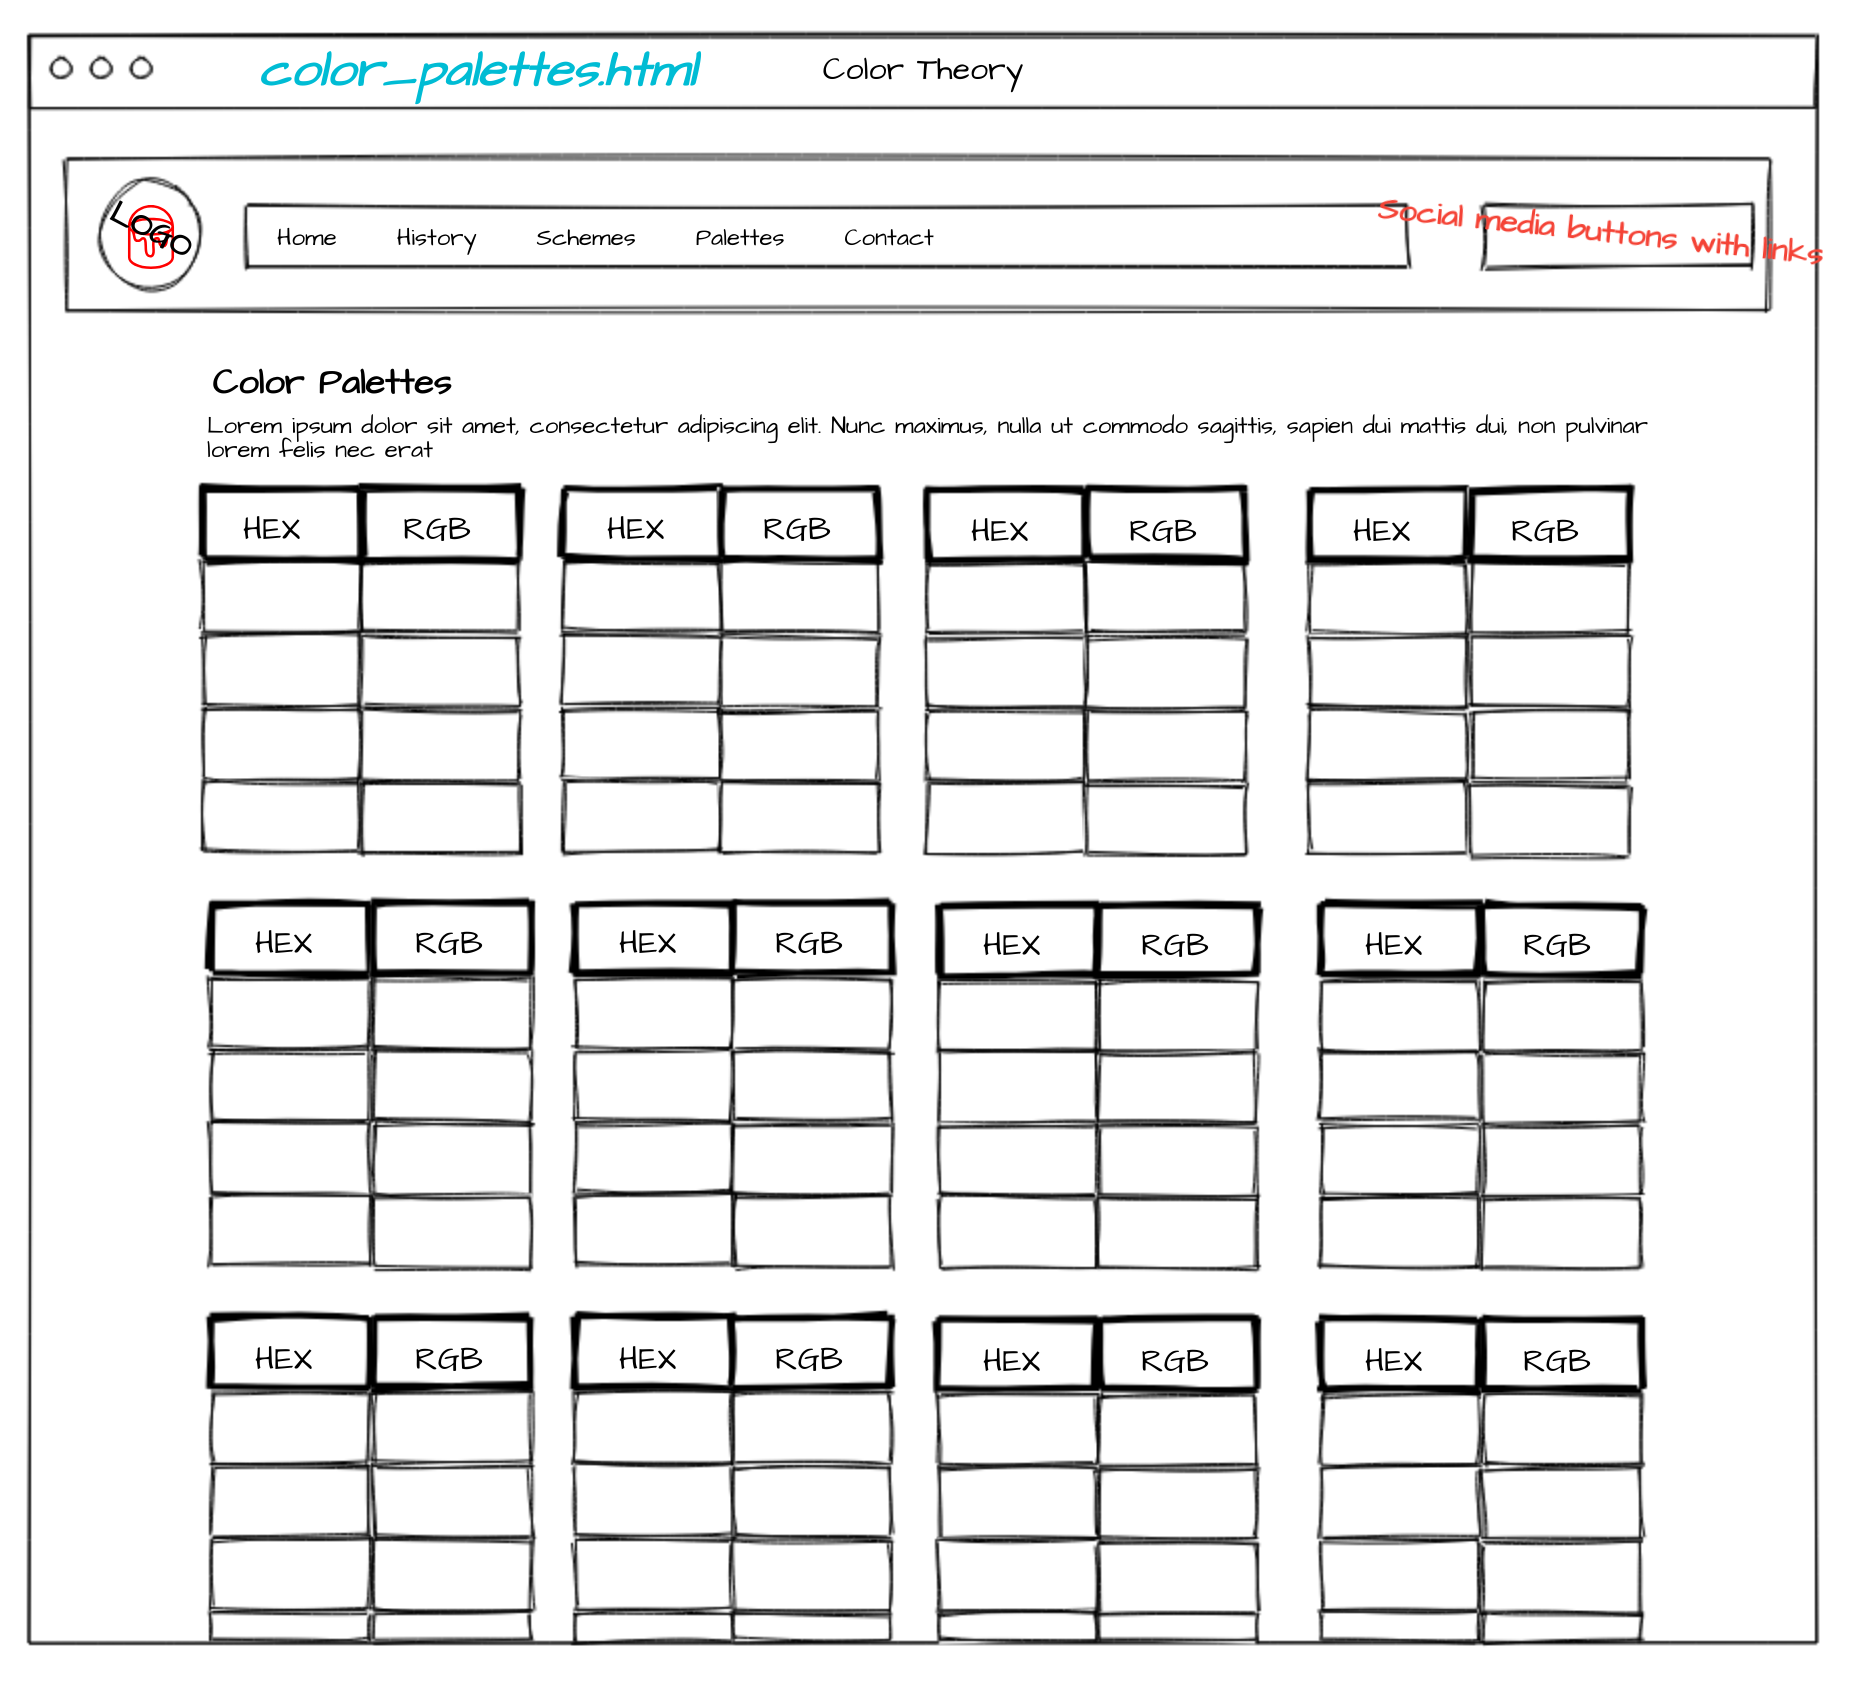 color_palettes.html
Color Theory
LOGO
Home
History
Schemes
Palettes
Contact
Social media buttons with links
Color Palettes
Lorem ipsum dolor sit amet, consectetur adipiscing elit. Nunc maximus, nulla ut commodo sagittis, sapien dui mattis dui, non pulvinar
lorem felis nec erat
HEX RGB HEX RGB HEX RGB HEX RGB
HEX RGB HEX RGB HEX RGB HEX RGB
HEX RGB HEX RGB HEX RGB HEX RGB